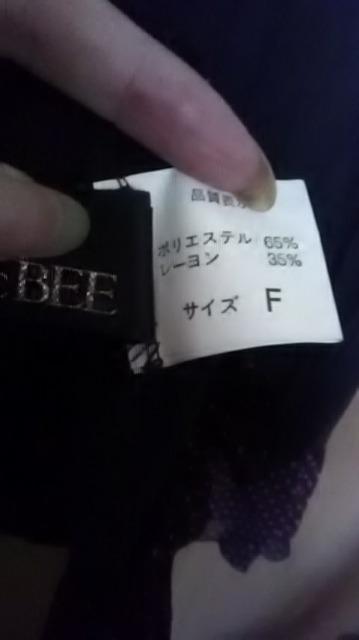 品質表示
ポリエステル 65%
レーヨン 35%
サイズ F
BEE